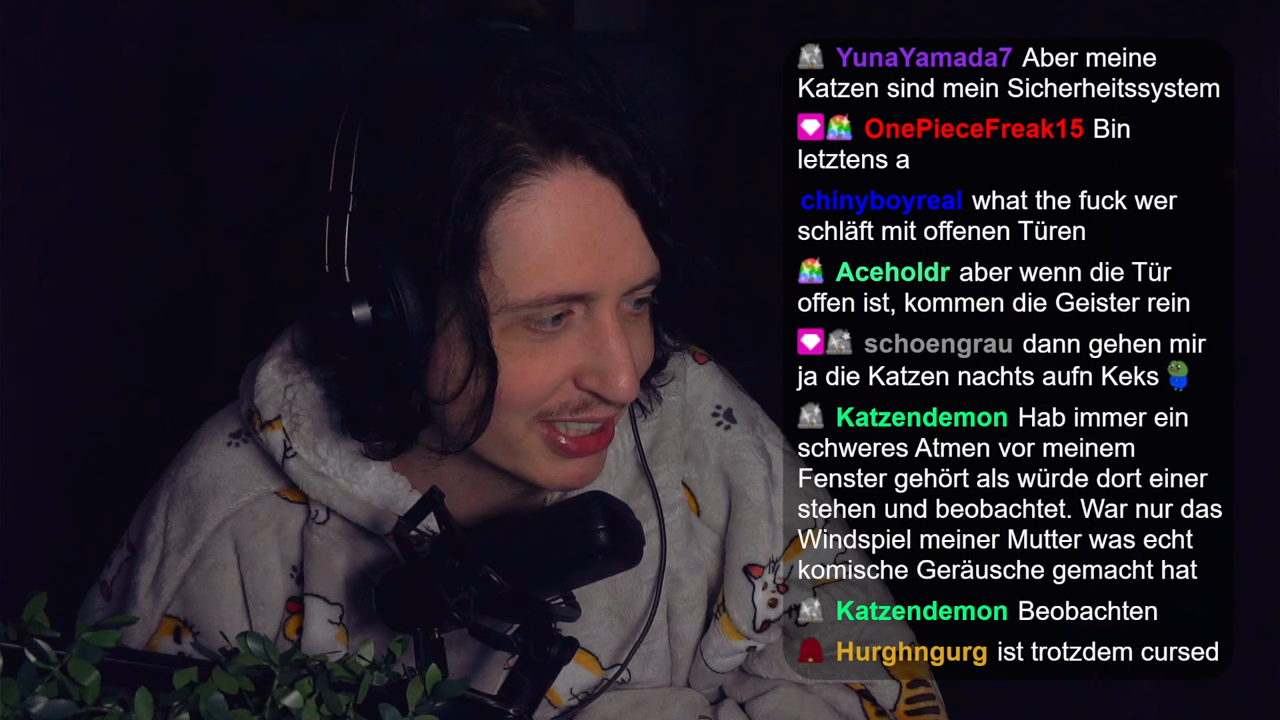 YunaYamada7 Aber meine
Katzen sind mein Sicherheitssystem
OnePieceFreak15 Bin
letztens a
chinyboyreal what the fuck wer
schläft mit offenen Türen
Aceholdr aber wenn die Tür
offen ist, kommen die Geister rein
schoengrau dann gehen mir
ja die Katzen nachts aufn Keks
Katzendemon Hab immer ein
schweres Atmen vor meinem
Fenster gehört als würde dort einer
stehen und beobachtet. War nur das
Windspiel meiner Mutter was echt
komische Geräusche gemacht hat
Katzendemon Beobachten
Hurghngurg ist trotzdem cursed